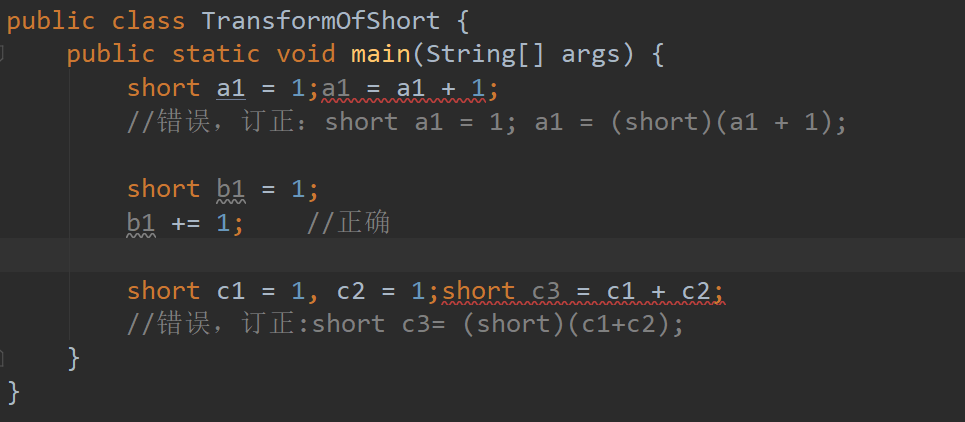 public class TransformOfShort {
public static void main(String[] args) {
short a1 = 1;a1 = a1 + 1;
//错误，订正：short a1 = 1; a1 = (short)(a1 + 1);
short b1 = 1;
b1 += 1;    //正确
short c1 = 1, c2 = 1;short c3 = c1 + c2;
//错误，订正:short c3= (short)(c1+c2);
}
}